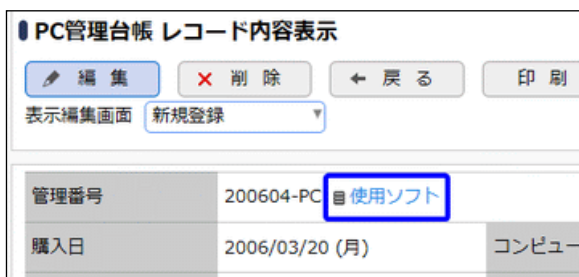 PC管理台帳 レコード内容表示
編集 削除 戻る 印刷
表示編集画面 新規登録
管理番号 200604-PC 使用ソフト
購入日 2006/03/20 (月) コンピュー